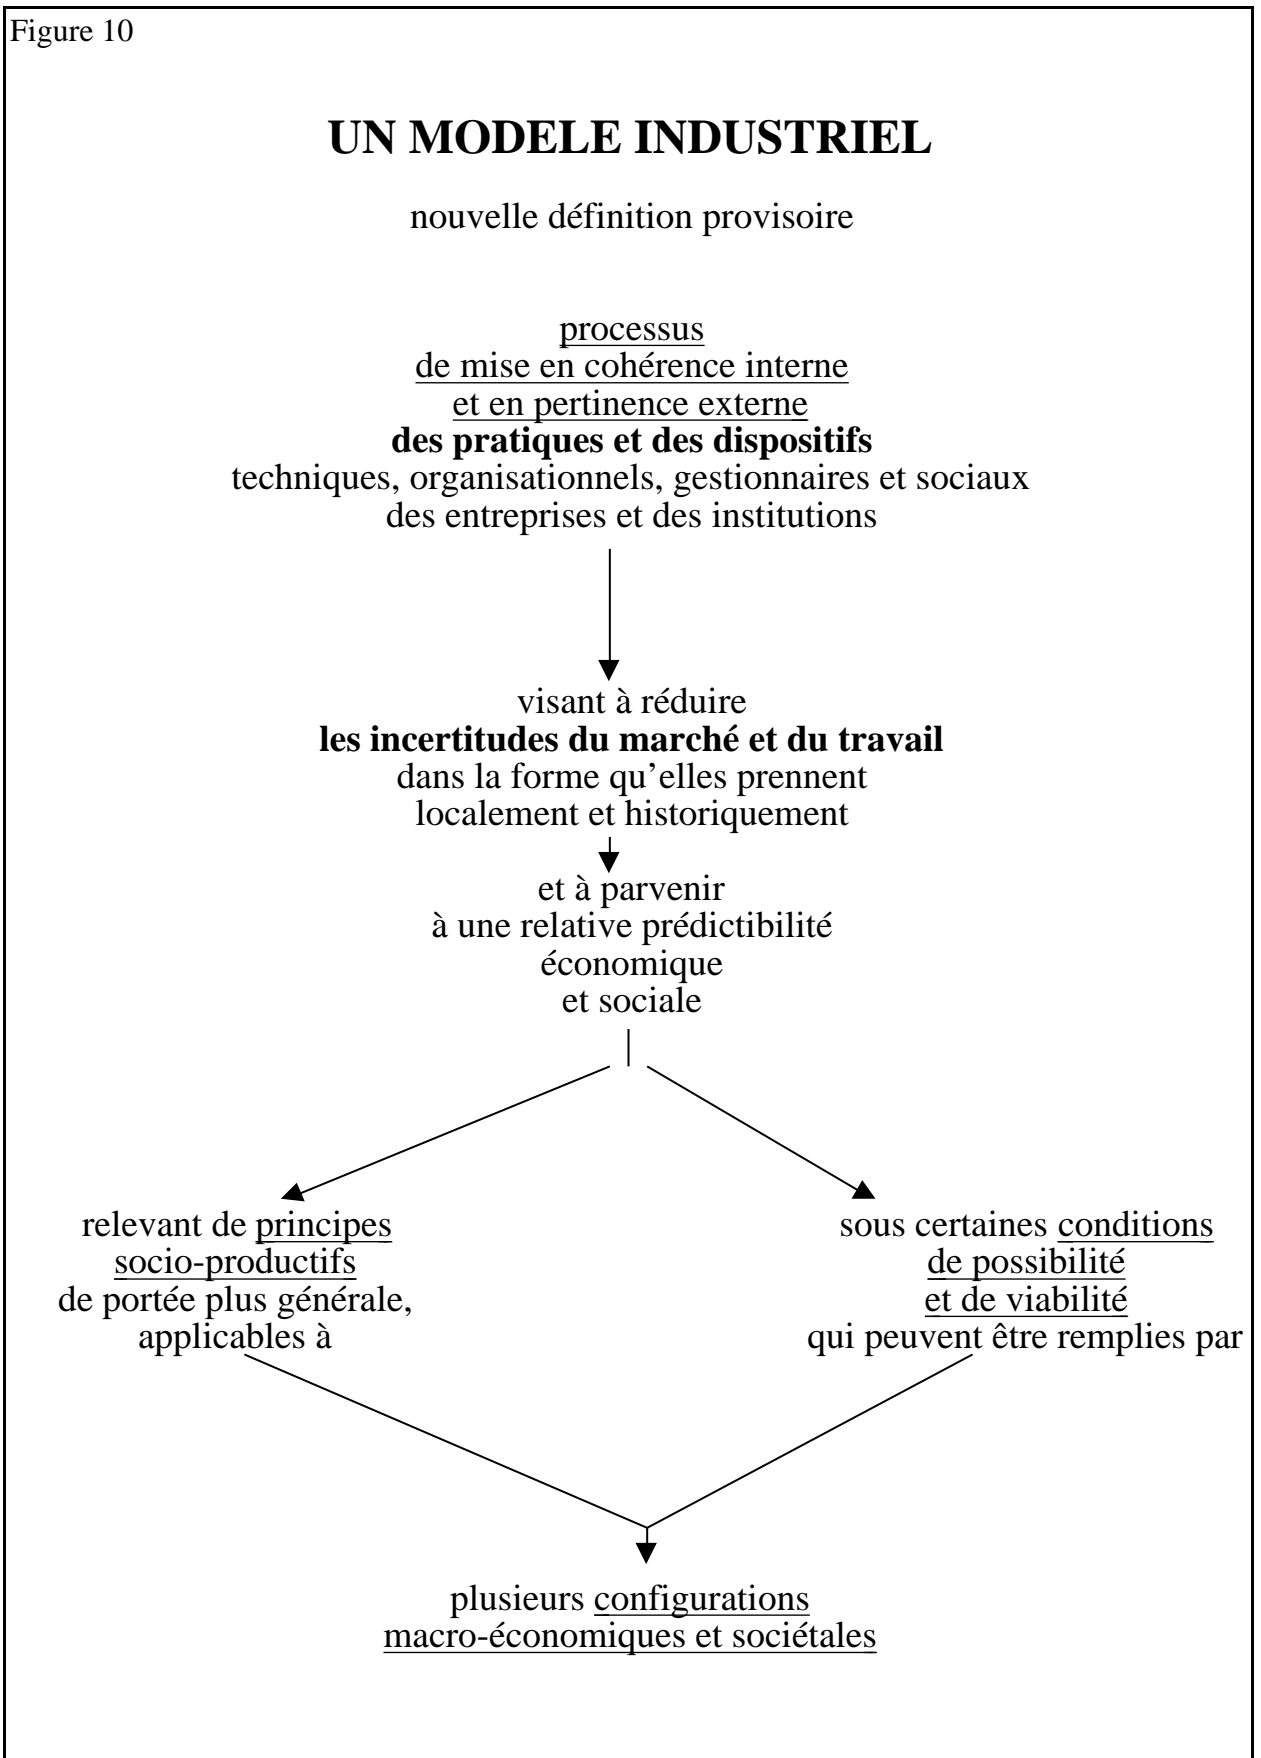 Figure 10
UN MODELE INDUSTRIEL
nouvelle définition provisoire
processus
de mise en cohérence interne
et en pertinence externe
des pratiques et des dispositifs
techniques, organisationnels, gestionnaires et sociaux
des entreprises et des institutions
visant à réduire
les incertitudes du marché et du travail
dans la forme qu’elles prennent
localement et historiquement
et à parvenir
à une relative prédictibilité
économique
et sociale
relevant de principes
socio-productifs
de portée plus générale,
applicables à
sous certaines conditions
de possibilité
et de viabilité
qui peuvent être remplies par
plusieurs configurations
macro-économiques et sociétales